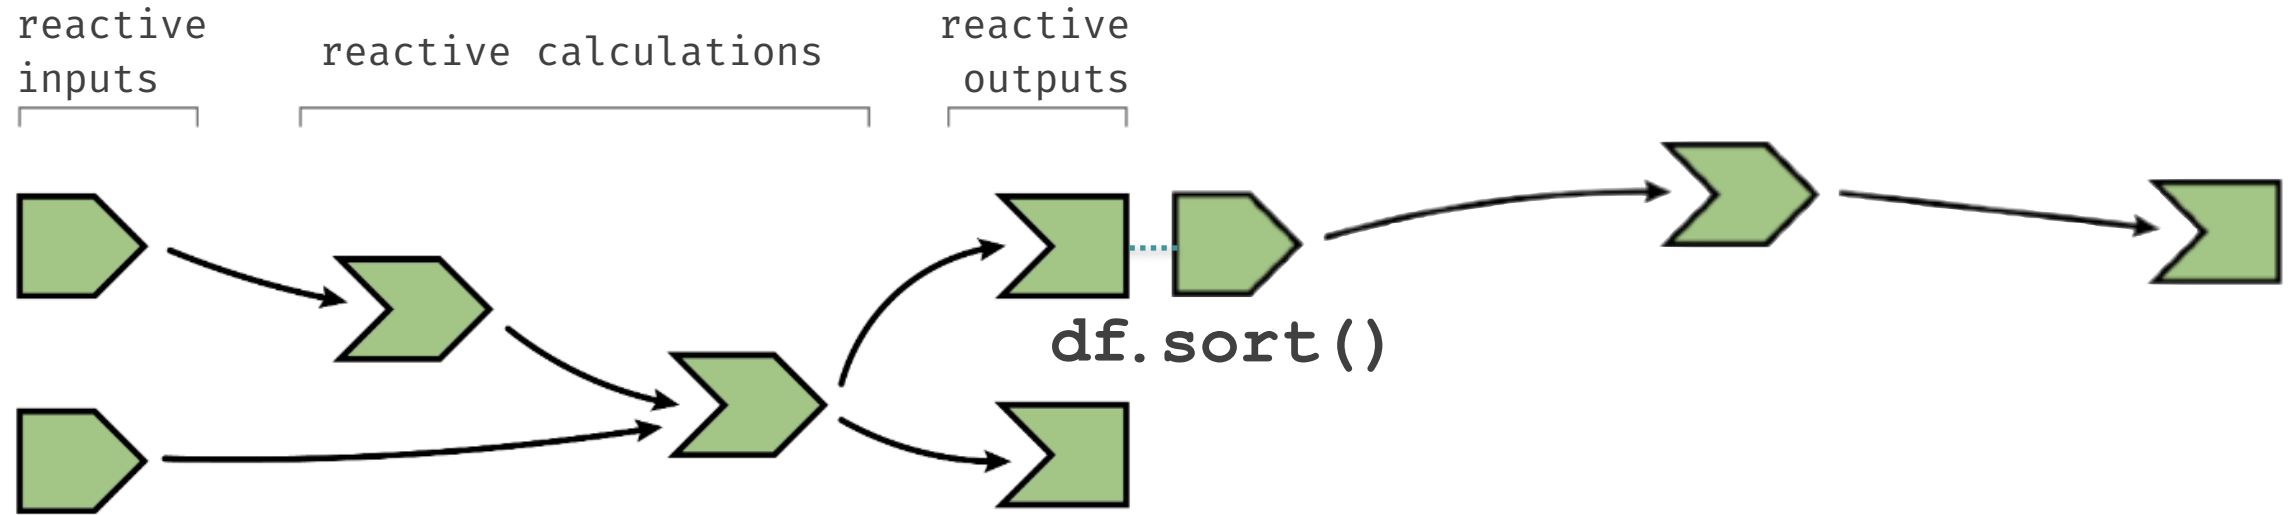 reactive
inputs
reactive calculations
reactive
outputs
df.sort()